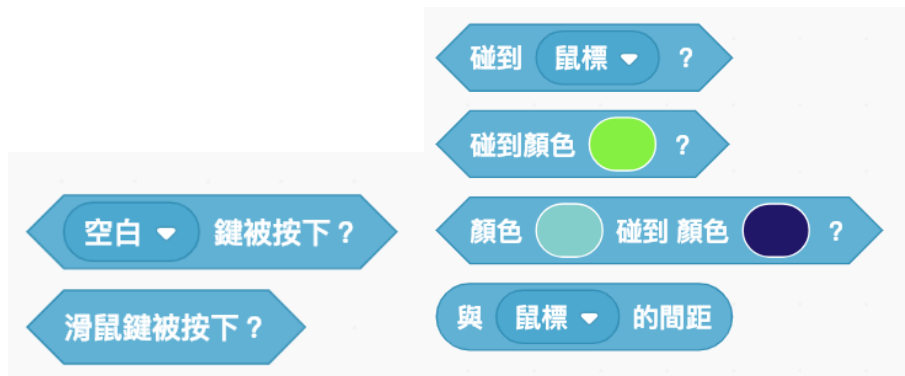 碰到 鼠標 ?
碰到顏色 ?
空白 鍵被按下?
顏色 碰到 顏色 ?
滑鼠鍵被按下?
與 鼠標 的間距